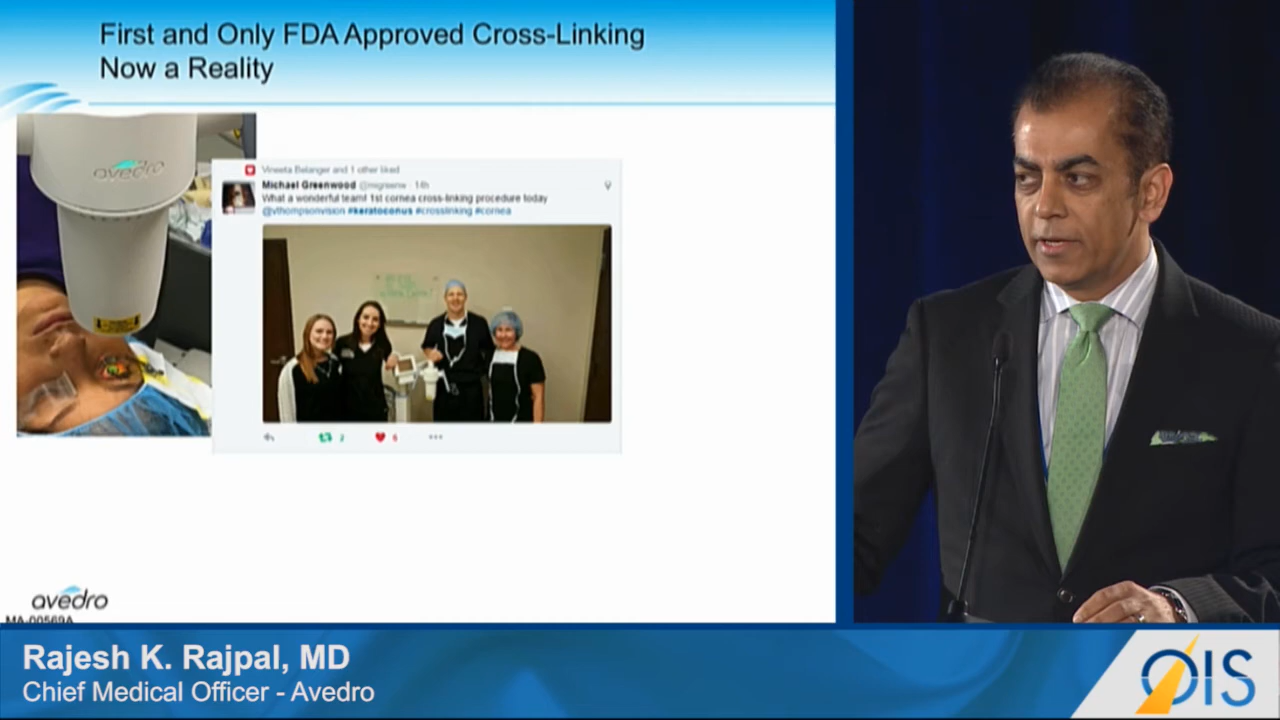 First and Only FDA Approved Cross-Linking
Now a Reality
avedro
Vineeta Belanger and 1 other liked
Michael Greenwood @migreenw · 14h
What a wonderful team! 1st cornea cross-linking procedure today
@vthompsonvision #keratoconus #crosslinking #cornea
2 6
avedro
MA-00569A
Rajesh K. Rajpal, MD
Chief Medical Officer - Avedro
OIS